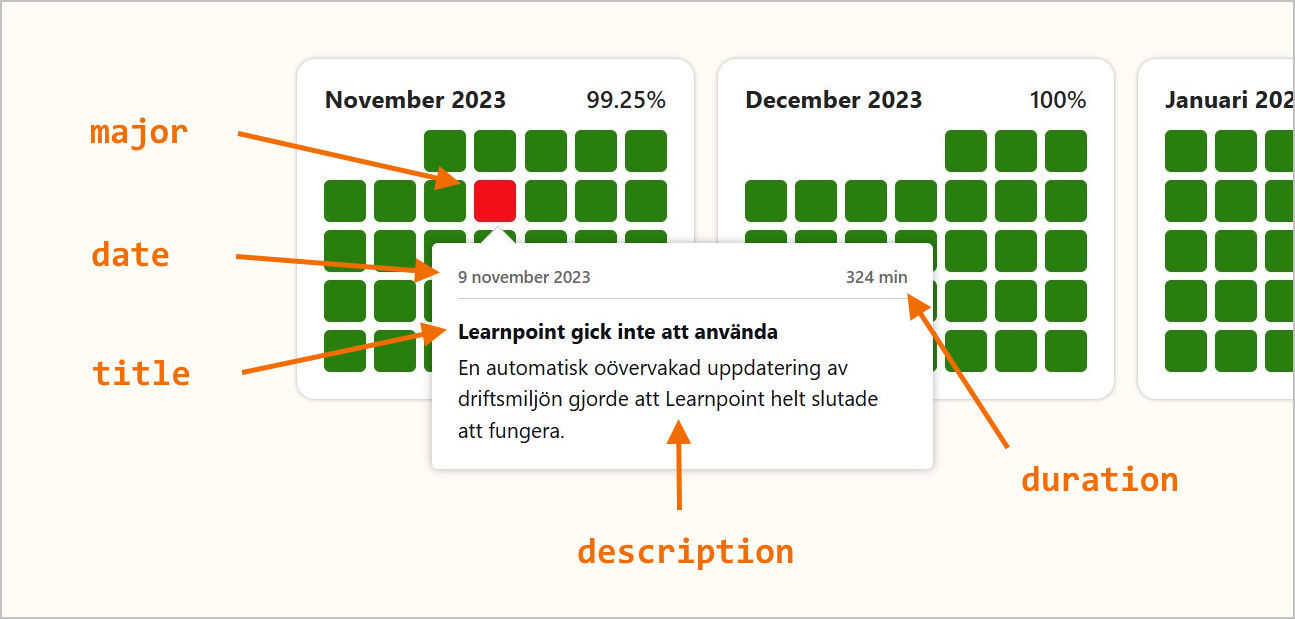 November 2023 99.25%
December 2023 100%
Januari 202
major
date
9 november 2023 324 min
Learnpoint gick inte att använda
title
En automatisk oövervakad uppdatering av
driftsmiljön gjorde att Learnpoint helt slutade
att fungera.
duration
description